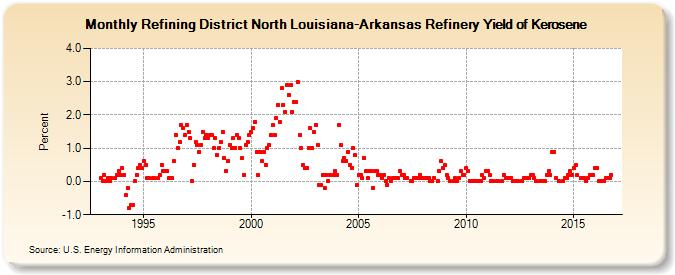 Monthly Refining District North Louisiana-Arkansas Refinery Yield of Kerosene
Percent
4.0
3.0
2.0
1.0
0.0
-1.0
1995 2000 2005 2010 2015
Source: U.S. Energy Information Administration